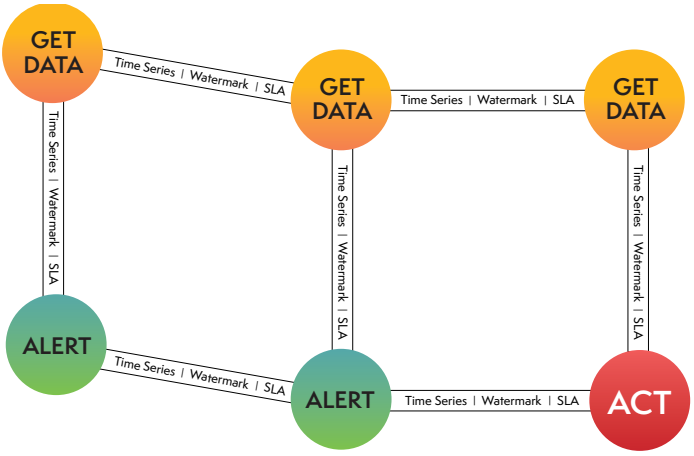 GET
DATA
Time Series | Watermark | SLA
GET
DATA
Time Series | Watermark | SLA
GET
DATA
Time Series | Watermark | SLA
Time Series | Watermark | SLA
Time Series | Watermark | SLA
ALERT
Time Series | Watermark | SLA
ALERT
Time Series | Watermark | SLA
ACT